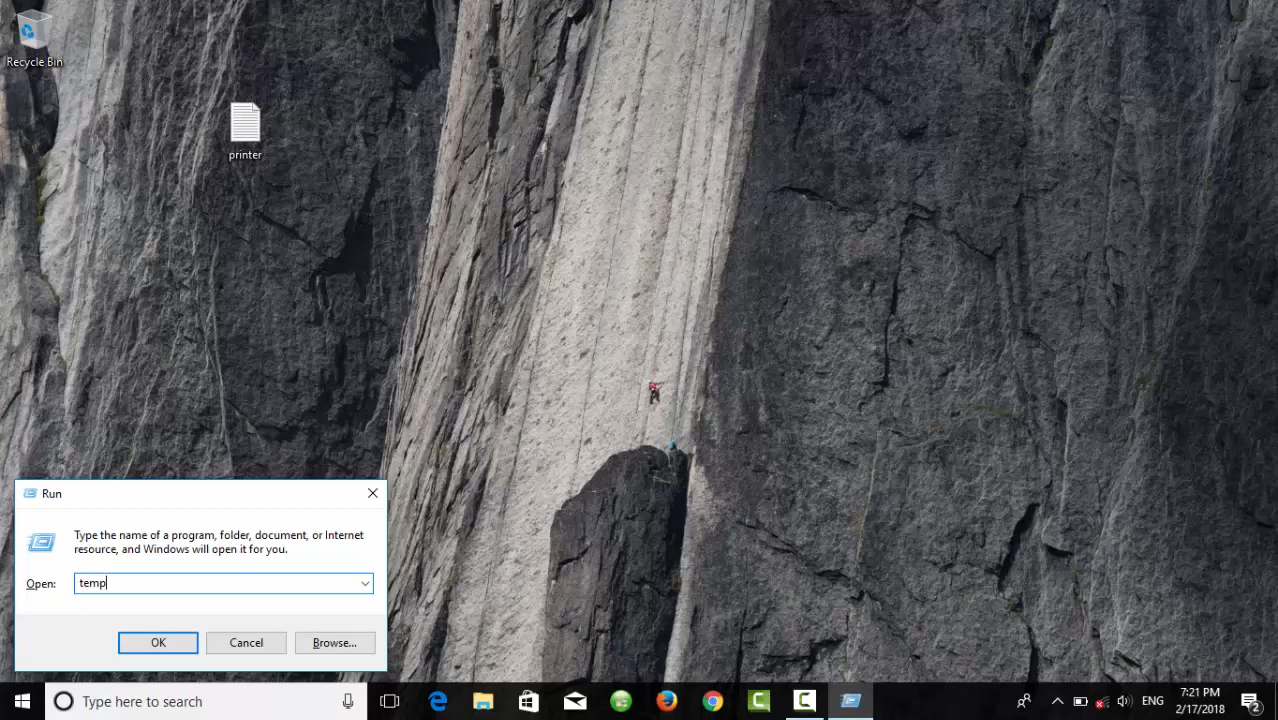 Recycle Bin
printer
Run
Type the name of a program, folder, document, or Internet
resource, and Windows will open it for you.
Open:
temp
OK
Cancel
Browse...
Type here to search
ENG
7:21 PM
2/17/2018
2